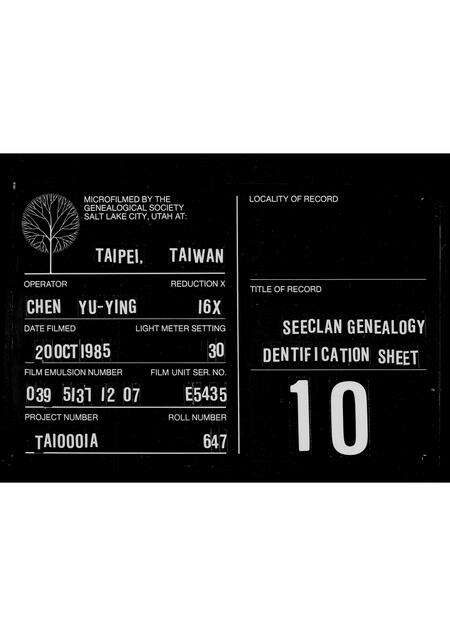 MICROFILMED BY THE
GENEALOGICAL SOCIETY
SALT LAKE CITY, UTAH AT:
TAIPEI, TAIWAN
OPERATOR REDUCTION X
CHEN YU-YING 16X
DATE FILMED LIGHT METER SETTING
20OCT1985 30
FILM EMULSION NUMBER FILM UNIT SER. NO.
039 5137 12 07 E5435
PROJECT NUMBER ROLL NUMBER
TAI0001A 647
LOCALITY OF RECORD
TITLE OF RECORD
SEECLAN GENEALOGY
DENTIFICATION SHEET
10